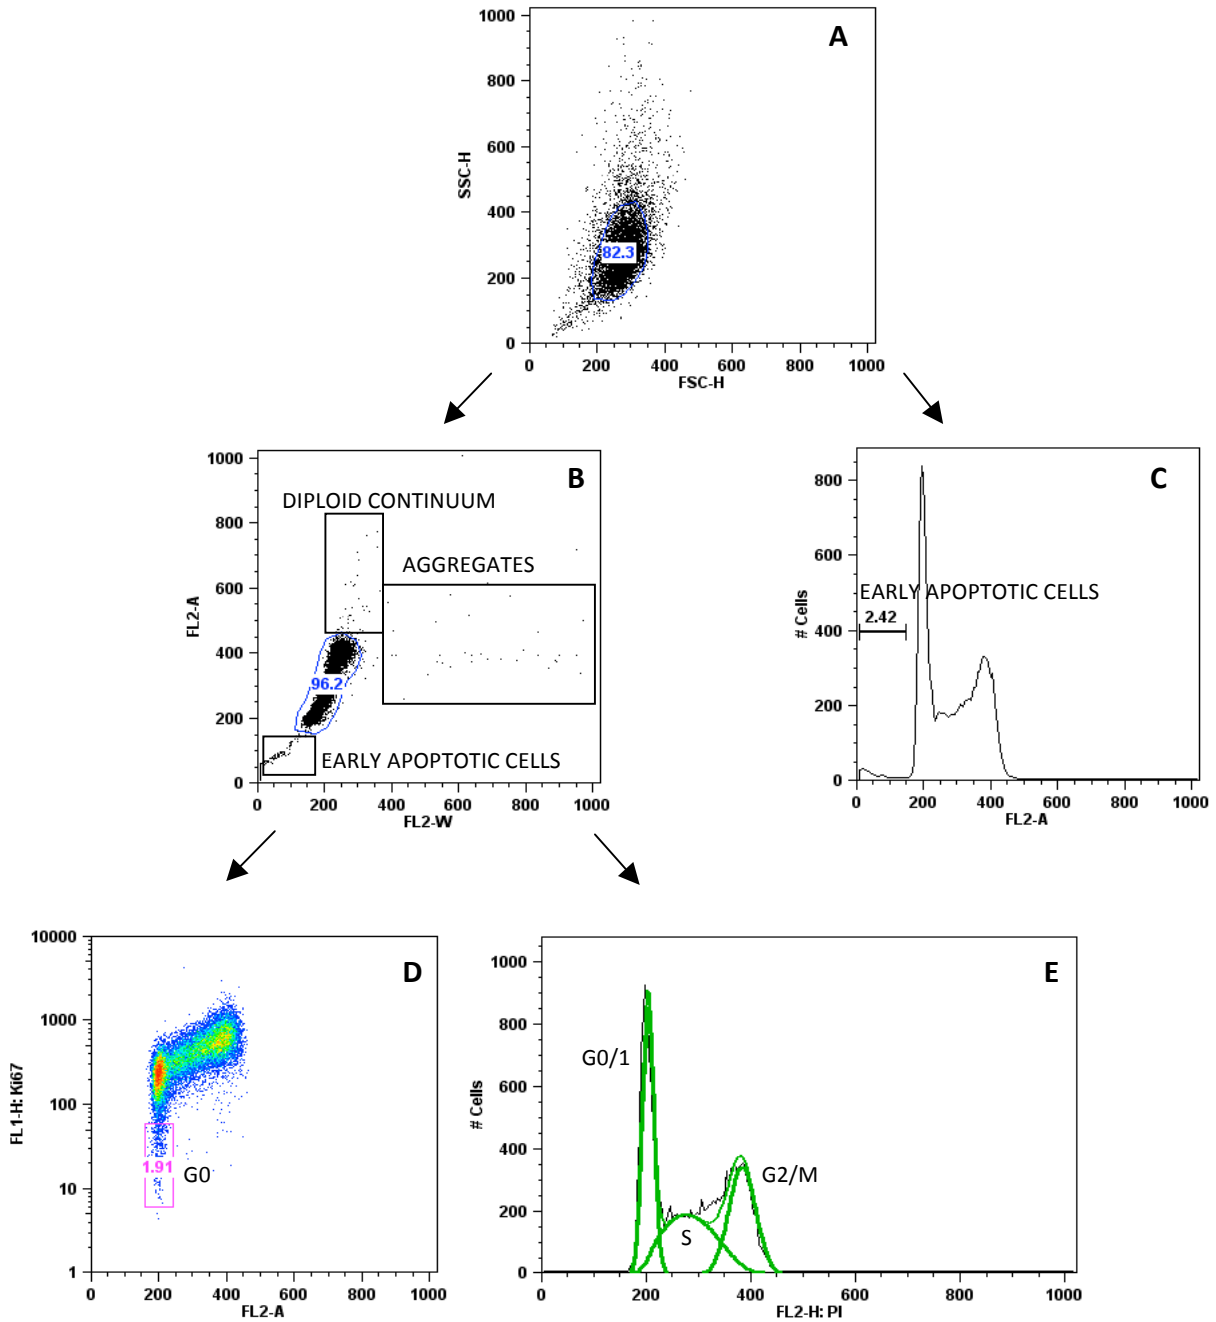 A
1000
800
600
400
200
0
SSC-H
82.3
0 200 400 600 800 1000
FSC-H
B
1000
800
600
400
200
0
FL2-A
DIPLOID CONTINUUM
AGGREGATES
96.2
EARLY APOPTOTIC CELLS
0 200 400 600 800 1000
FL2-W
C
800
600
400
200
0
# Cells
EARLY APOPTOTIC CELLS
2.42
0 200 400 600 800 1000
FL2-A
D
10000
1000
100
10
1
FL1-H: Ki67
1.91
G0
0 200 400 600 800 1000
FL2-A
E
1000
800
600
400
200
0
# Cells
G0/1
S
G2/M
0 200 400 600 800 1000
FL2-H: PI